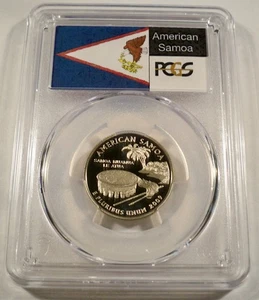 American
Samoa
PCGS
AMERICAN SAMOA
SAMOA MUAMUA
LE ATUA
E PLURIBUS UNUM 2009